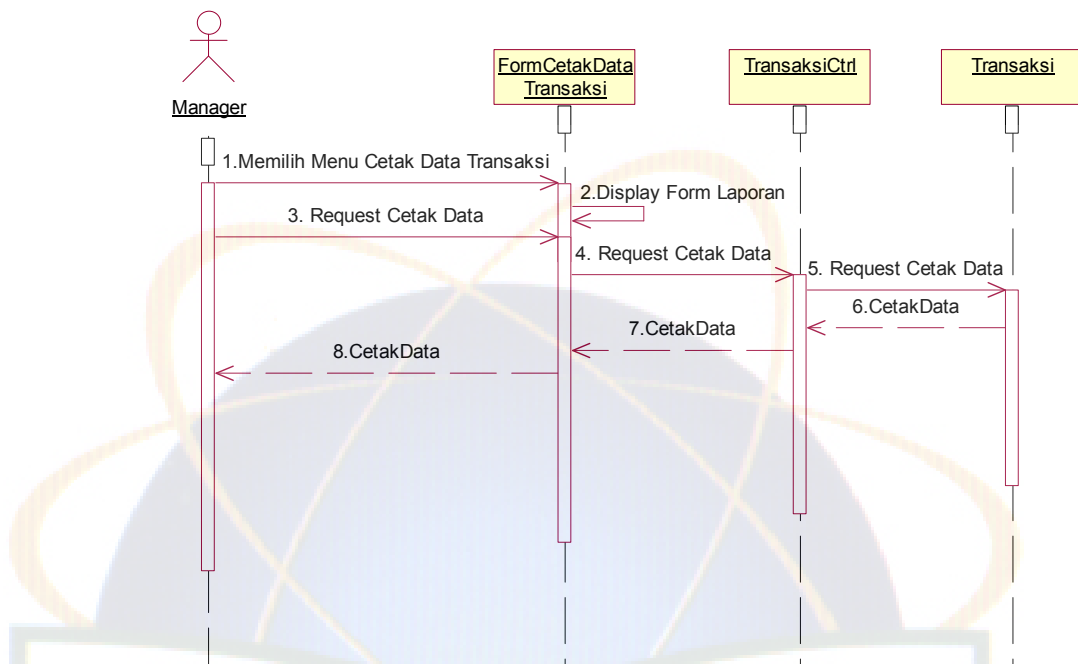 Manager
FormCetakData
Transaksi
TransaksiCtrl
Transaksi
1.Memilih Menu Cetak Data Transaksi
2.Display Form Laporan
3. Request Cetak Data
4. Request Cetak Data
5. Request Cetak Data
6.CetakData
7.CetakData
8.CetakData